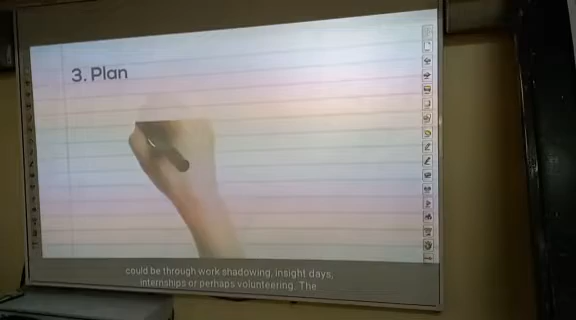 3. Plan
could be through work shadowing, insight days,
internships or perhaps volunteering. The